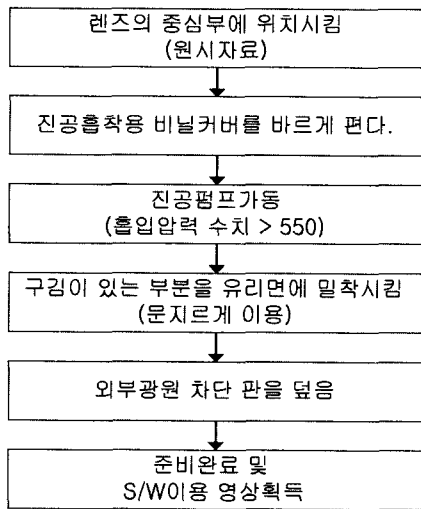 렌즈의 중심부에 위치시킴
(원시자료)
진공흡착용 비닐커버를 바르게 편다.
진공펌프가동
(흡입압력 수치 > 550)
구김이 있는 부분을 유리면에 밀착시킴
(문지르게 이용)
외부광원 차단 판을 덮음
준비완료 및
S/W이용 영상획득